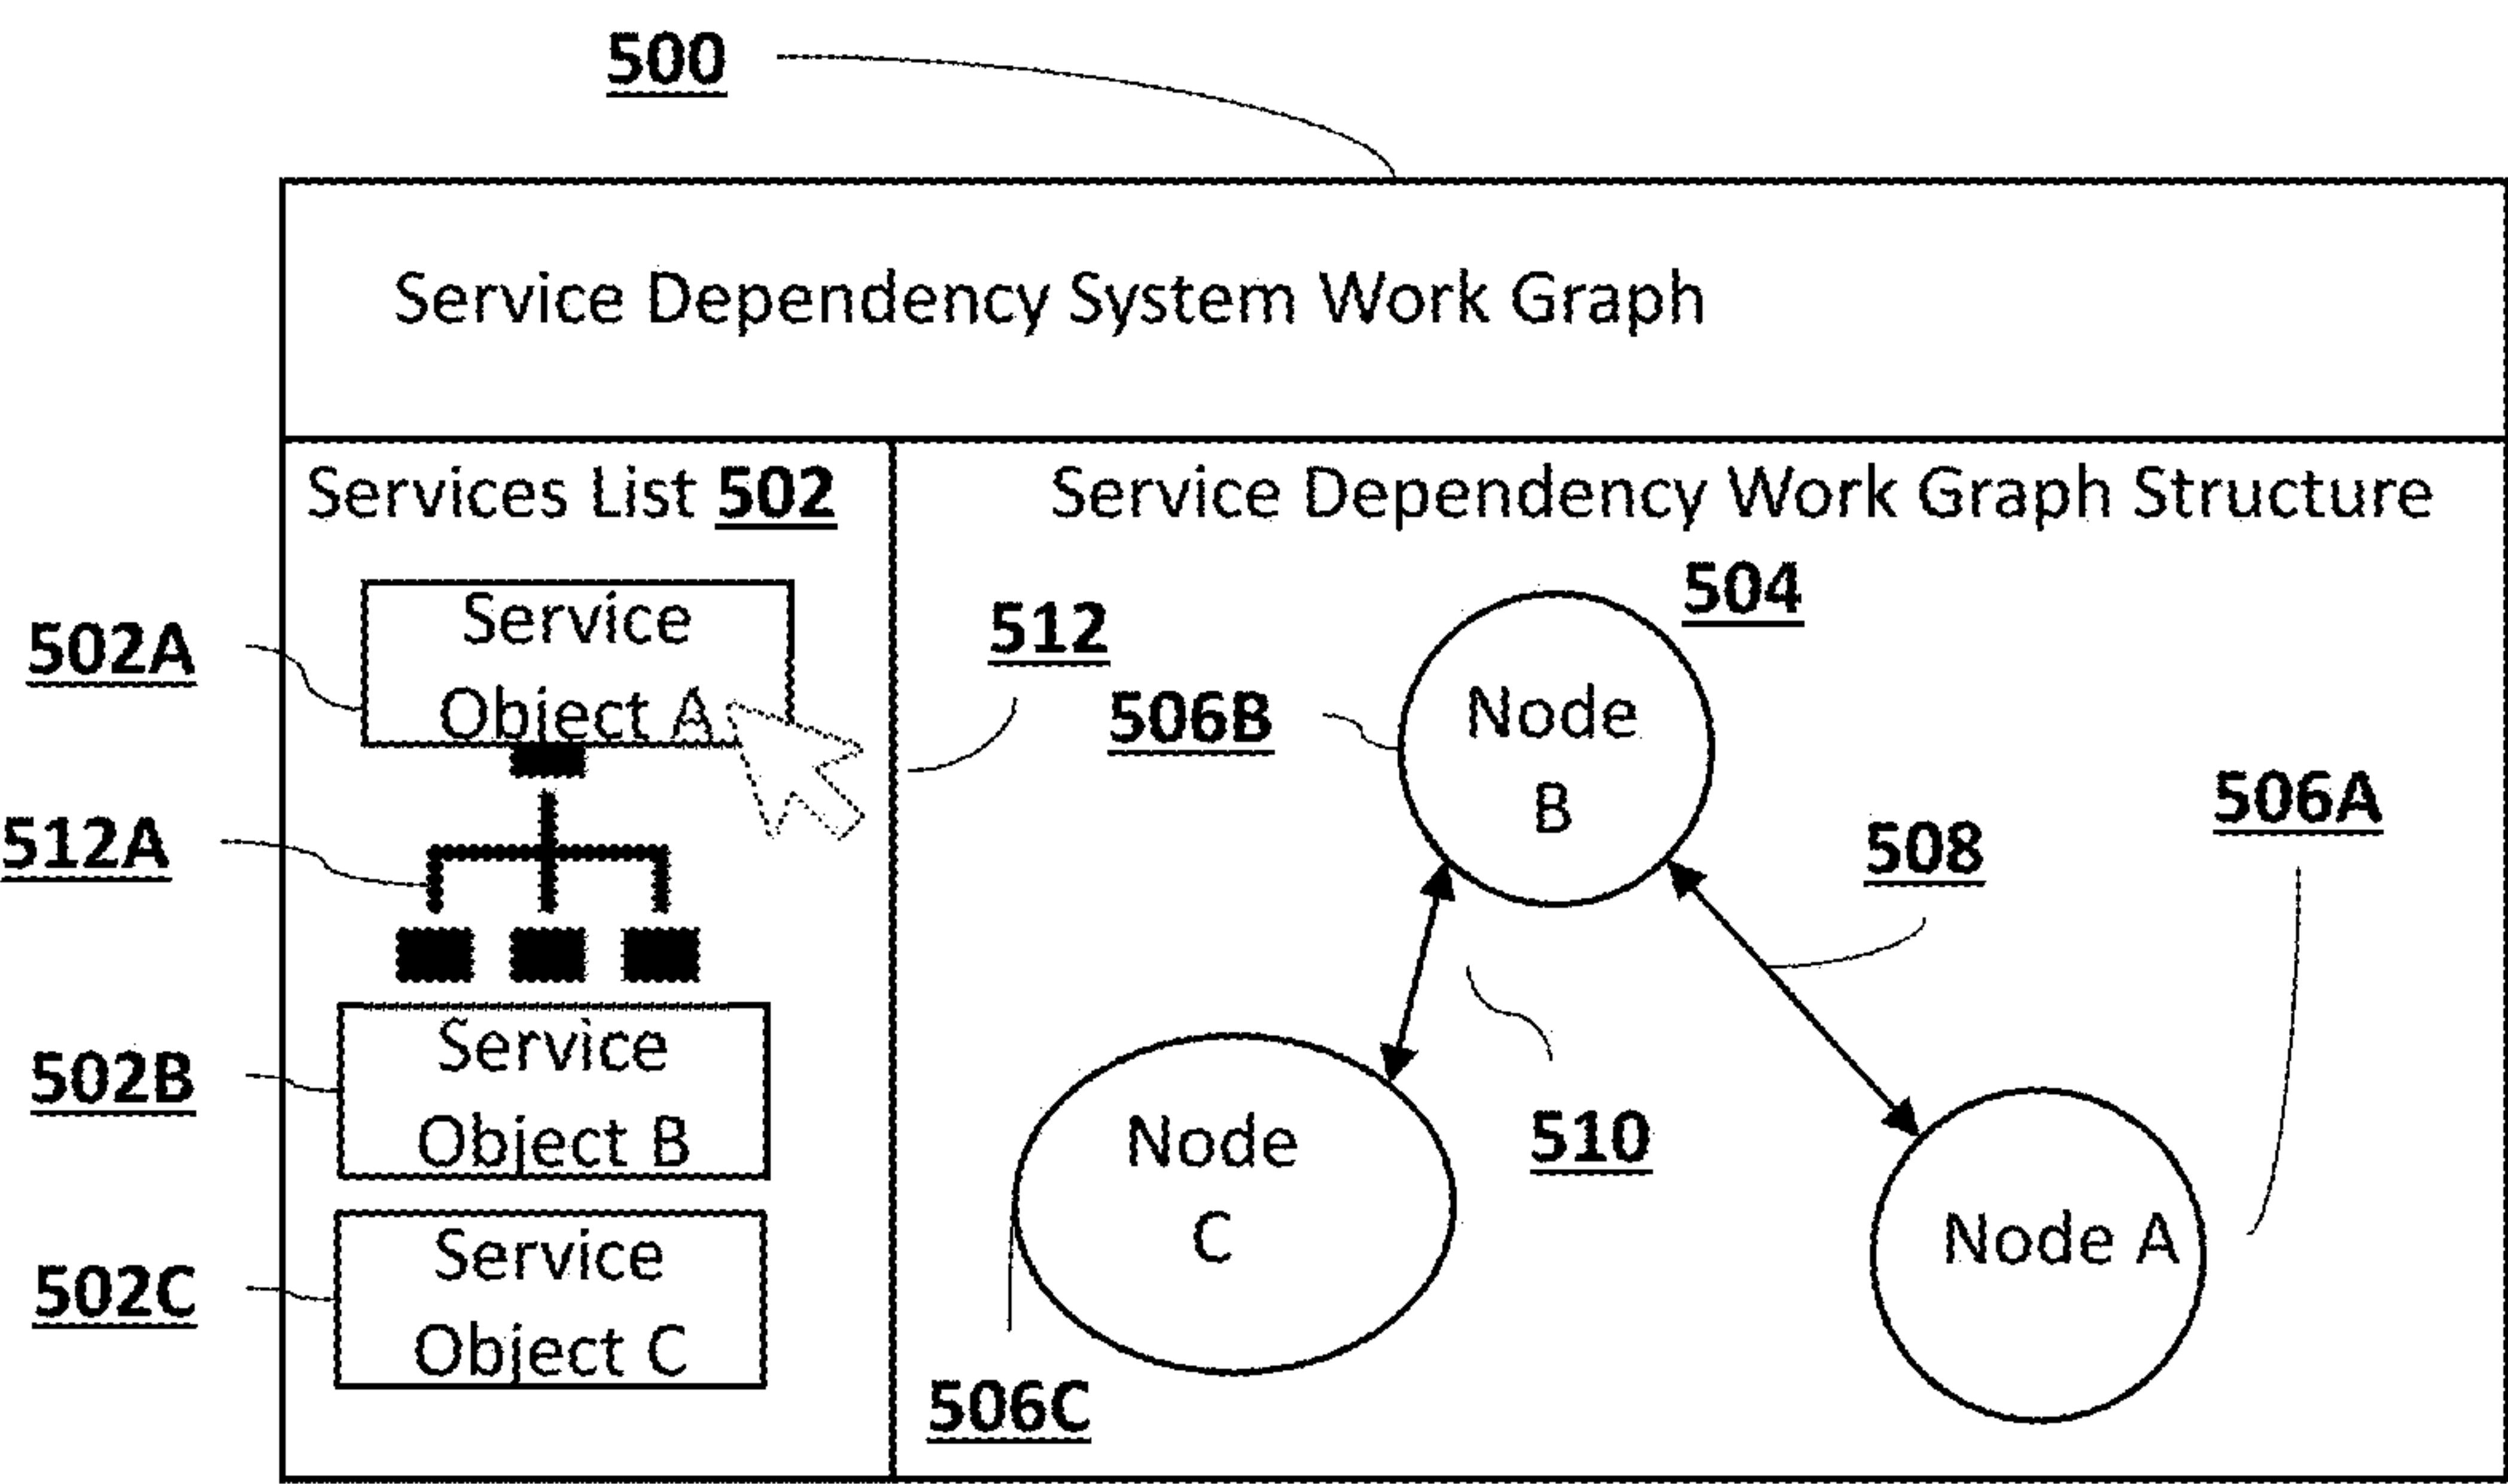 500
Service Dependency System Work Graph
Services List 502
Service
Object A
502A
512A
Service
Object B
502B
Service
Object C
502C
Service Dependency Work Graph Structure
504
512
506B
Node
B
508
506A
510
Node
C
Node A
506C